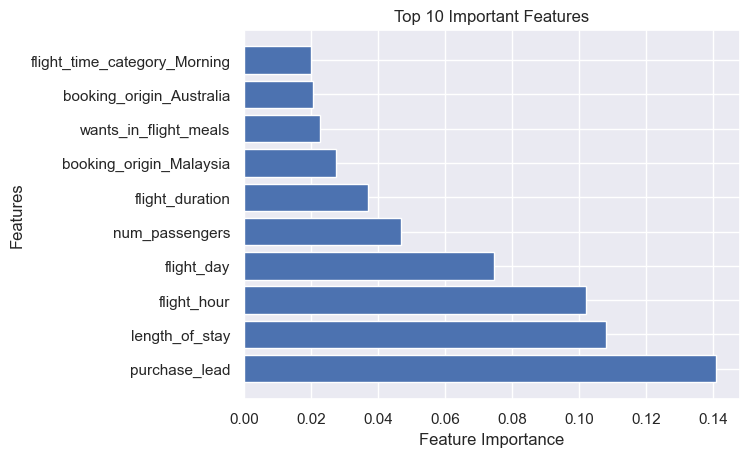 Top 10 Important Features
flight_time_category_Morning
booking_origin_Australia
wants_in_flight_meals
booking_origin_Malaysia
flight_duration
num_passengers
flight_day
flight_hour
length_of_stay
purchase_lead
Features
0.00 0.02 0.04 0.06 0.08 0.10 0.12 0.14
Feature Importance